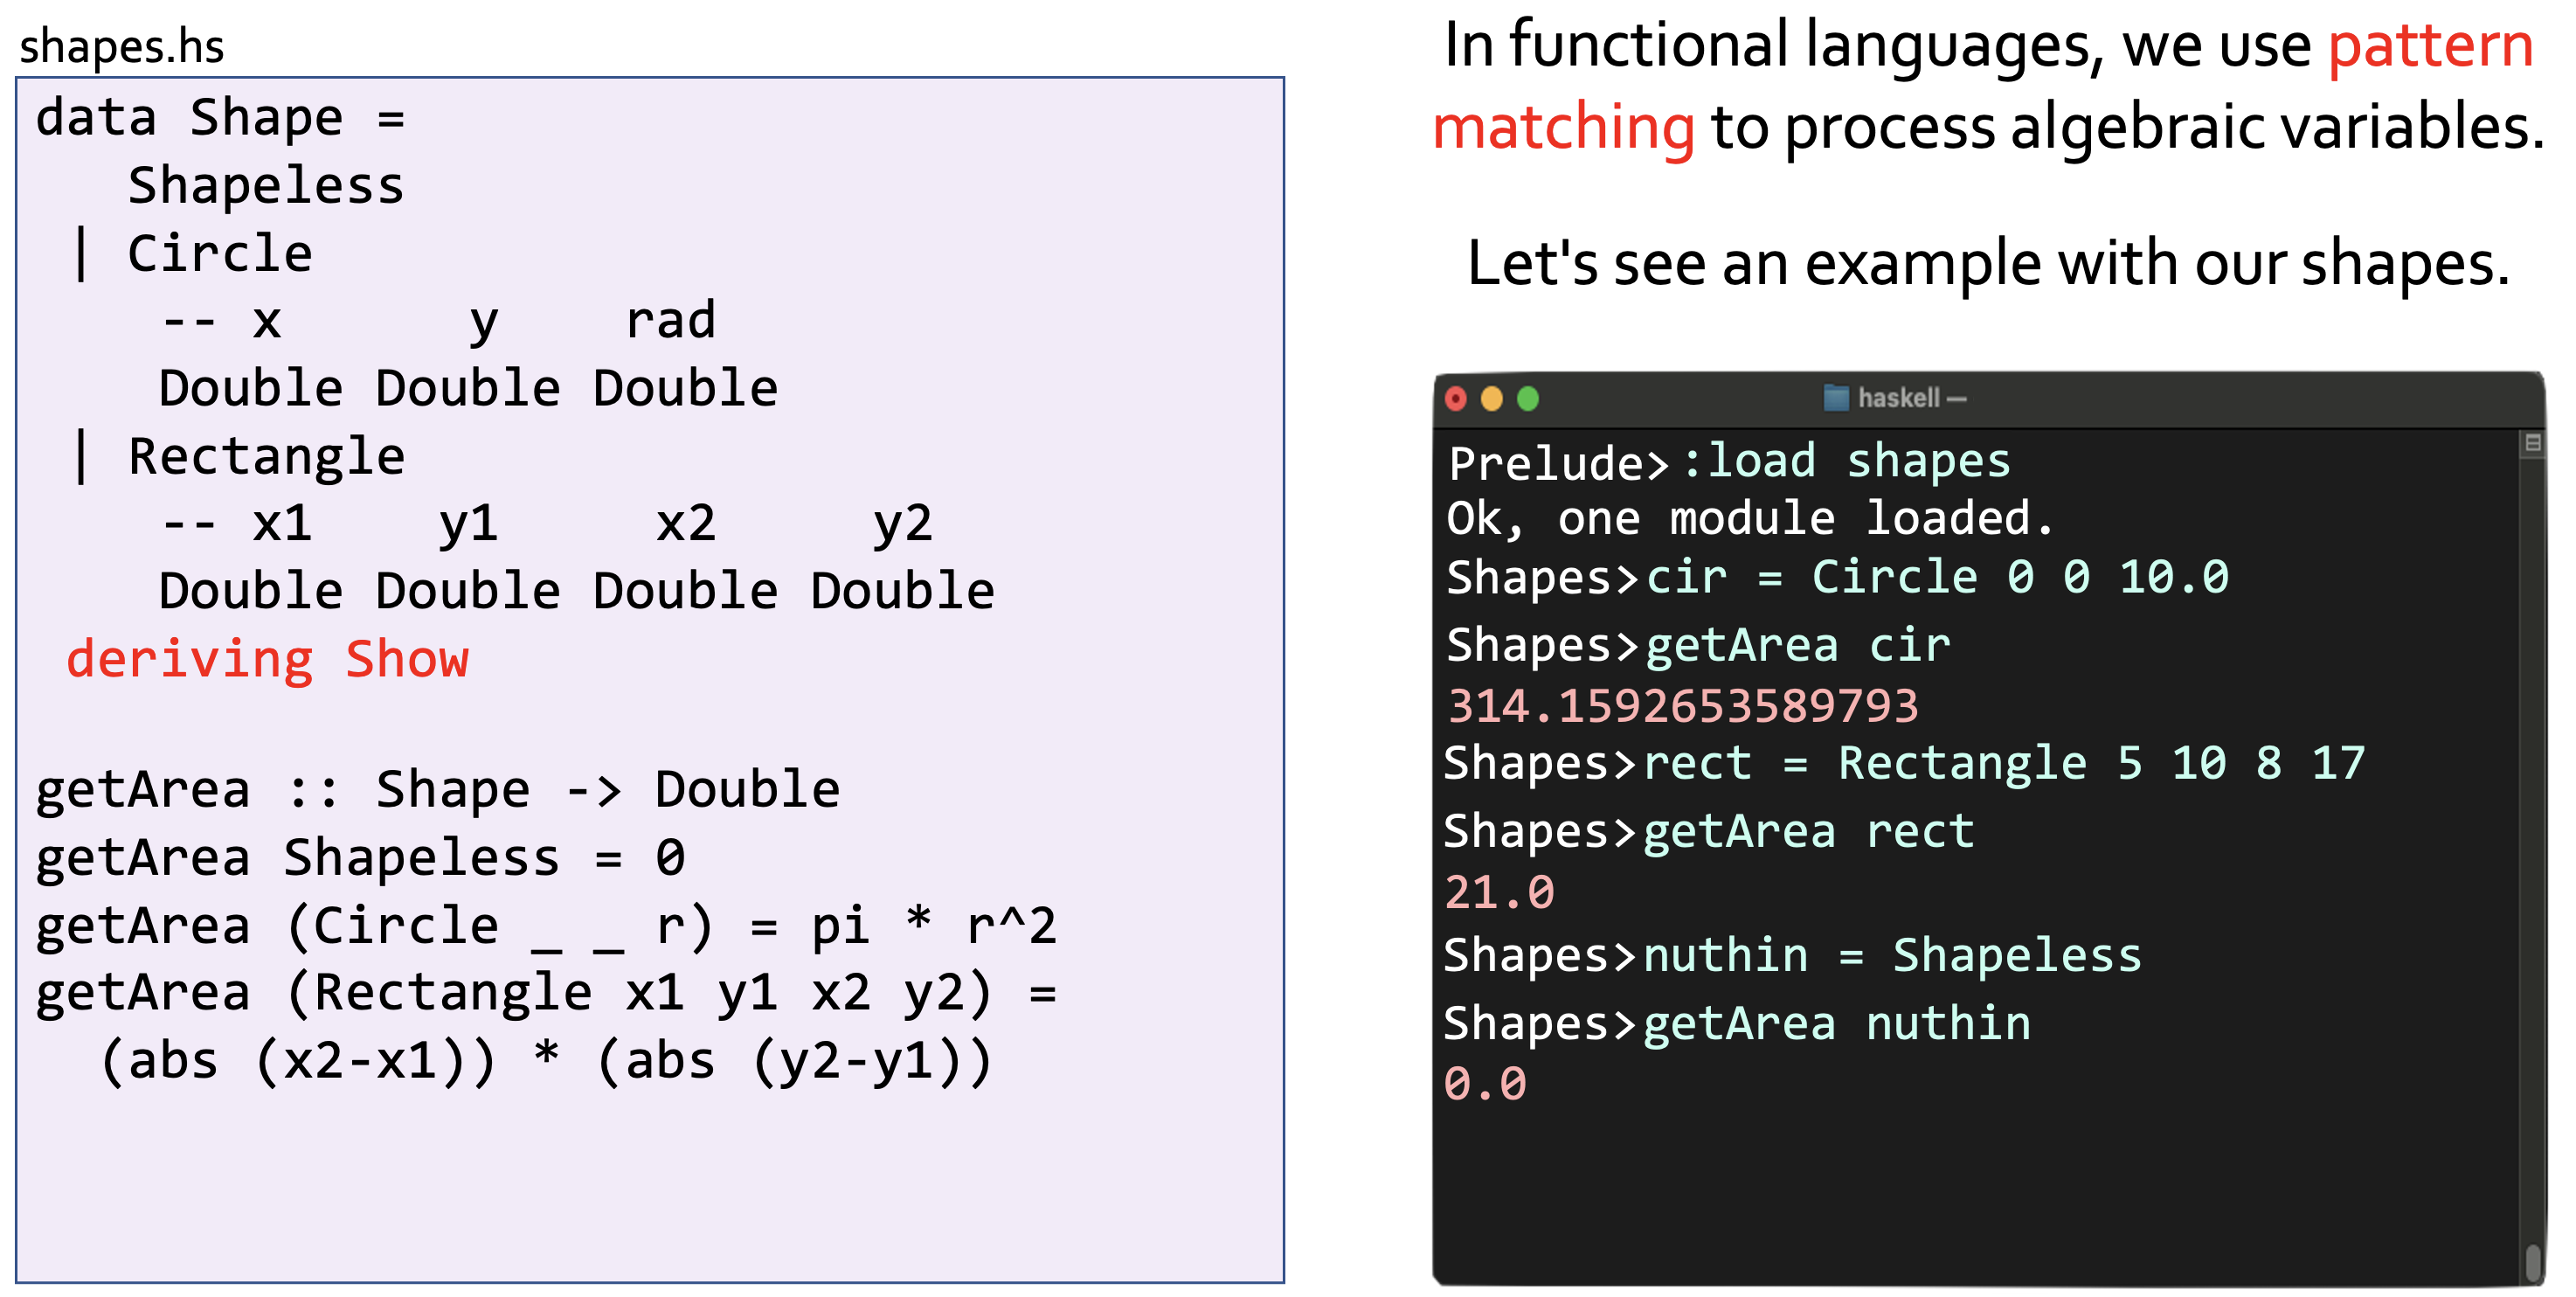 shapes.hs
data Shape =
   Shapeless
 | Circle
    -- x      y    rad
    Double Double Double
 | Rectangle
    -- x1    y1     x2     y2
    Double Double Double Double
 deriving Show
getArea :: Shape -> Double
getArea Shapeless = 0
getArea (Circle _ _ r) = pi * r^2
getArea (Rectangle x1 y1 x2 y2) =
  (abs (x2-x1)) * (abs (y2-y1))
In functional languages, we use pattern
matching to process algebraic variables.
Let's see an example with our shapes.
haskell —
Prelude> :load shapes
Ok, one module loaded.
Shapes>cir = Circle 0 0 10.0
Shapes>getArea cir
314.1592653589793
Shapes>rect = Rectangle 5 10 8 17
Shapes>getArea rect
21.0
Shapes>nuthin = Shapeless
Shapes>getArea nuthin
0.0